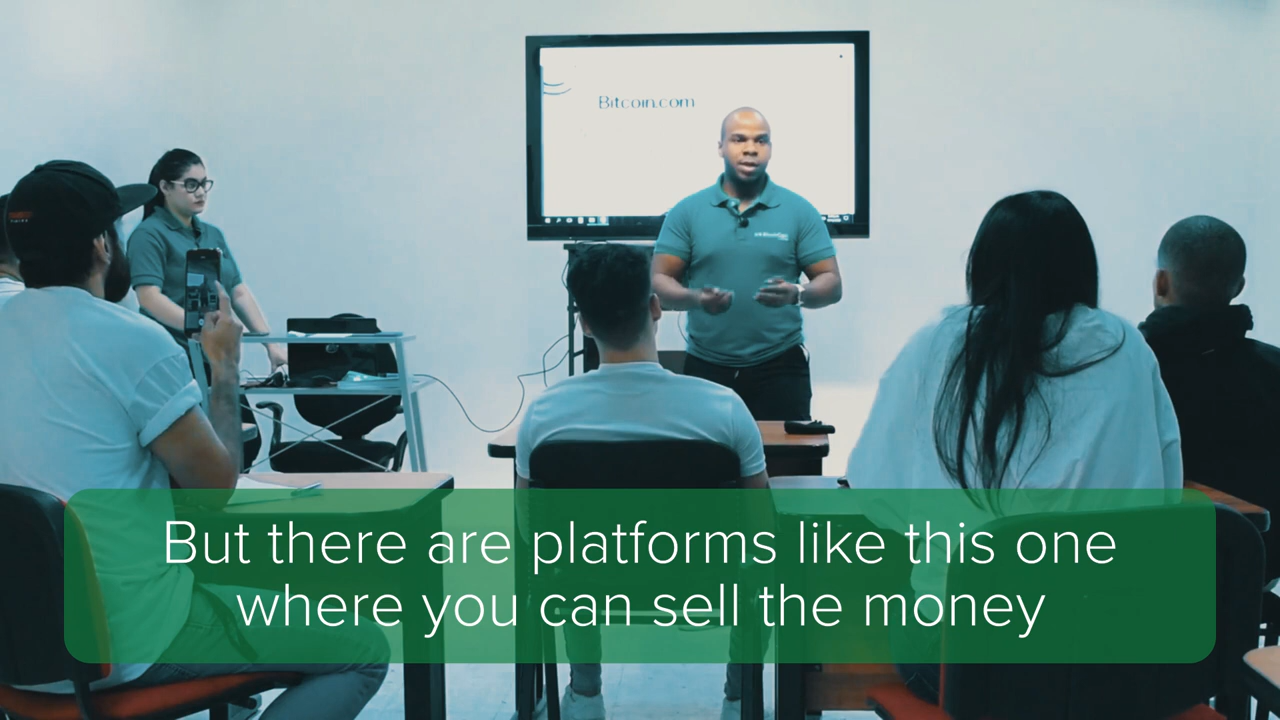 Bitcoin.com
But there are platforms like this one
where you can sell the money